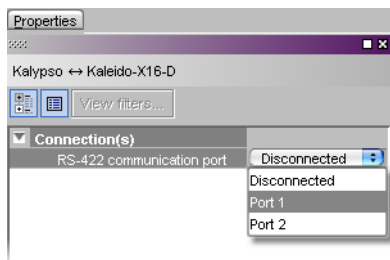 Properties
Kalypso ↔ Kaleido-X16-D
View filters...
Connection(s)
RS-422 communication port Disconnected
Disconnected
Port 1
Port 2